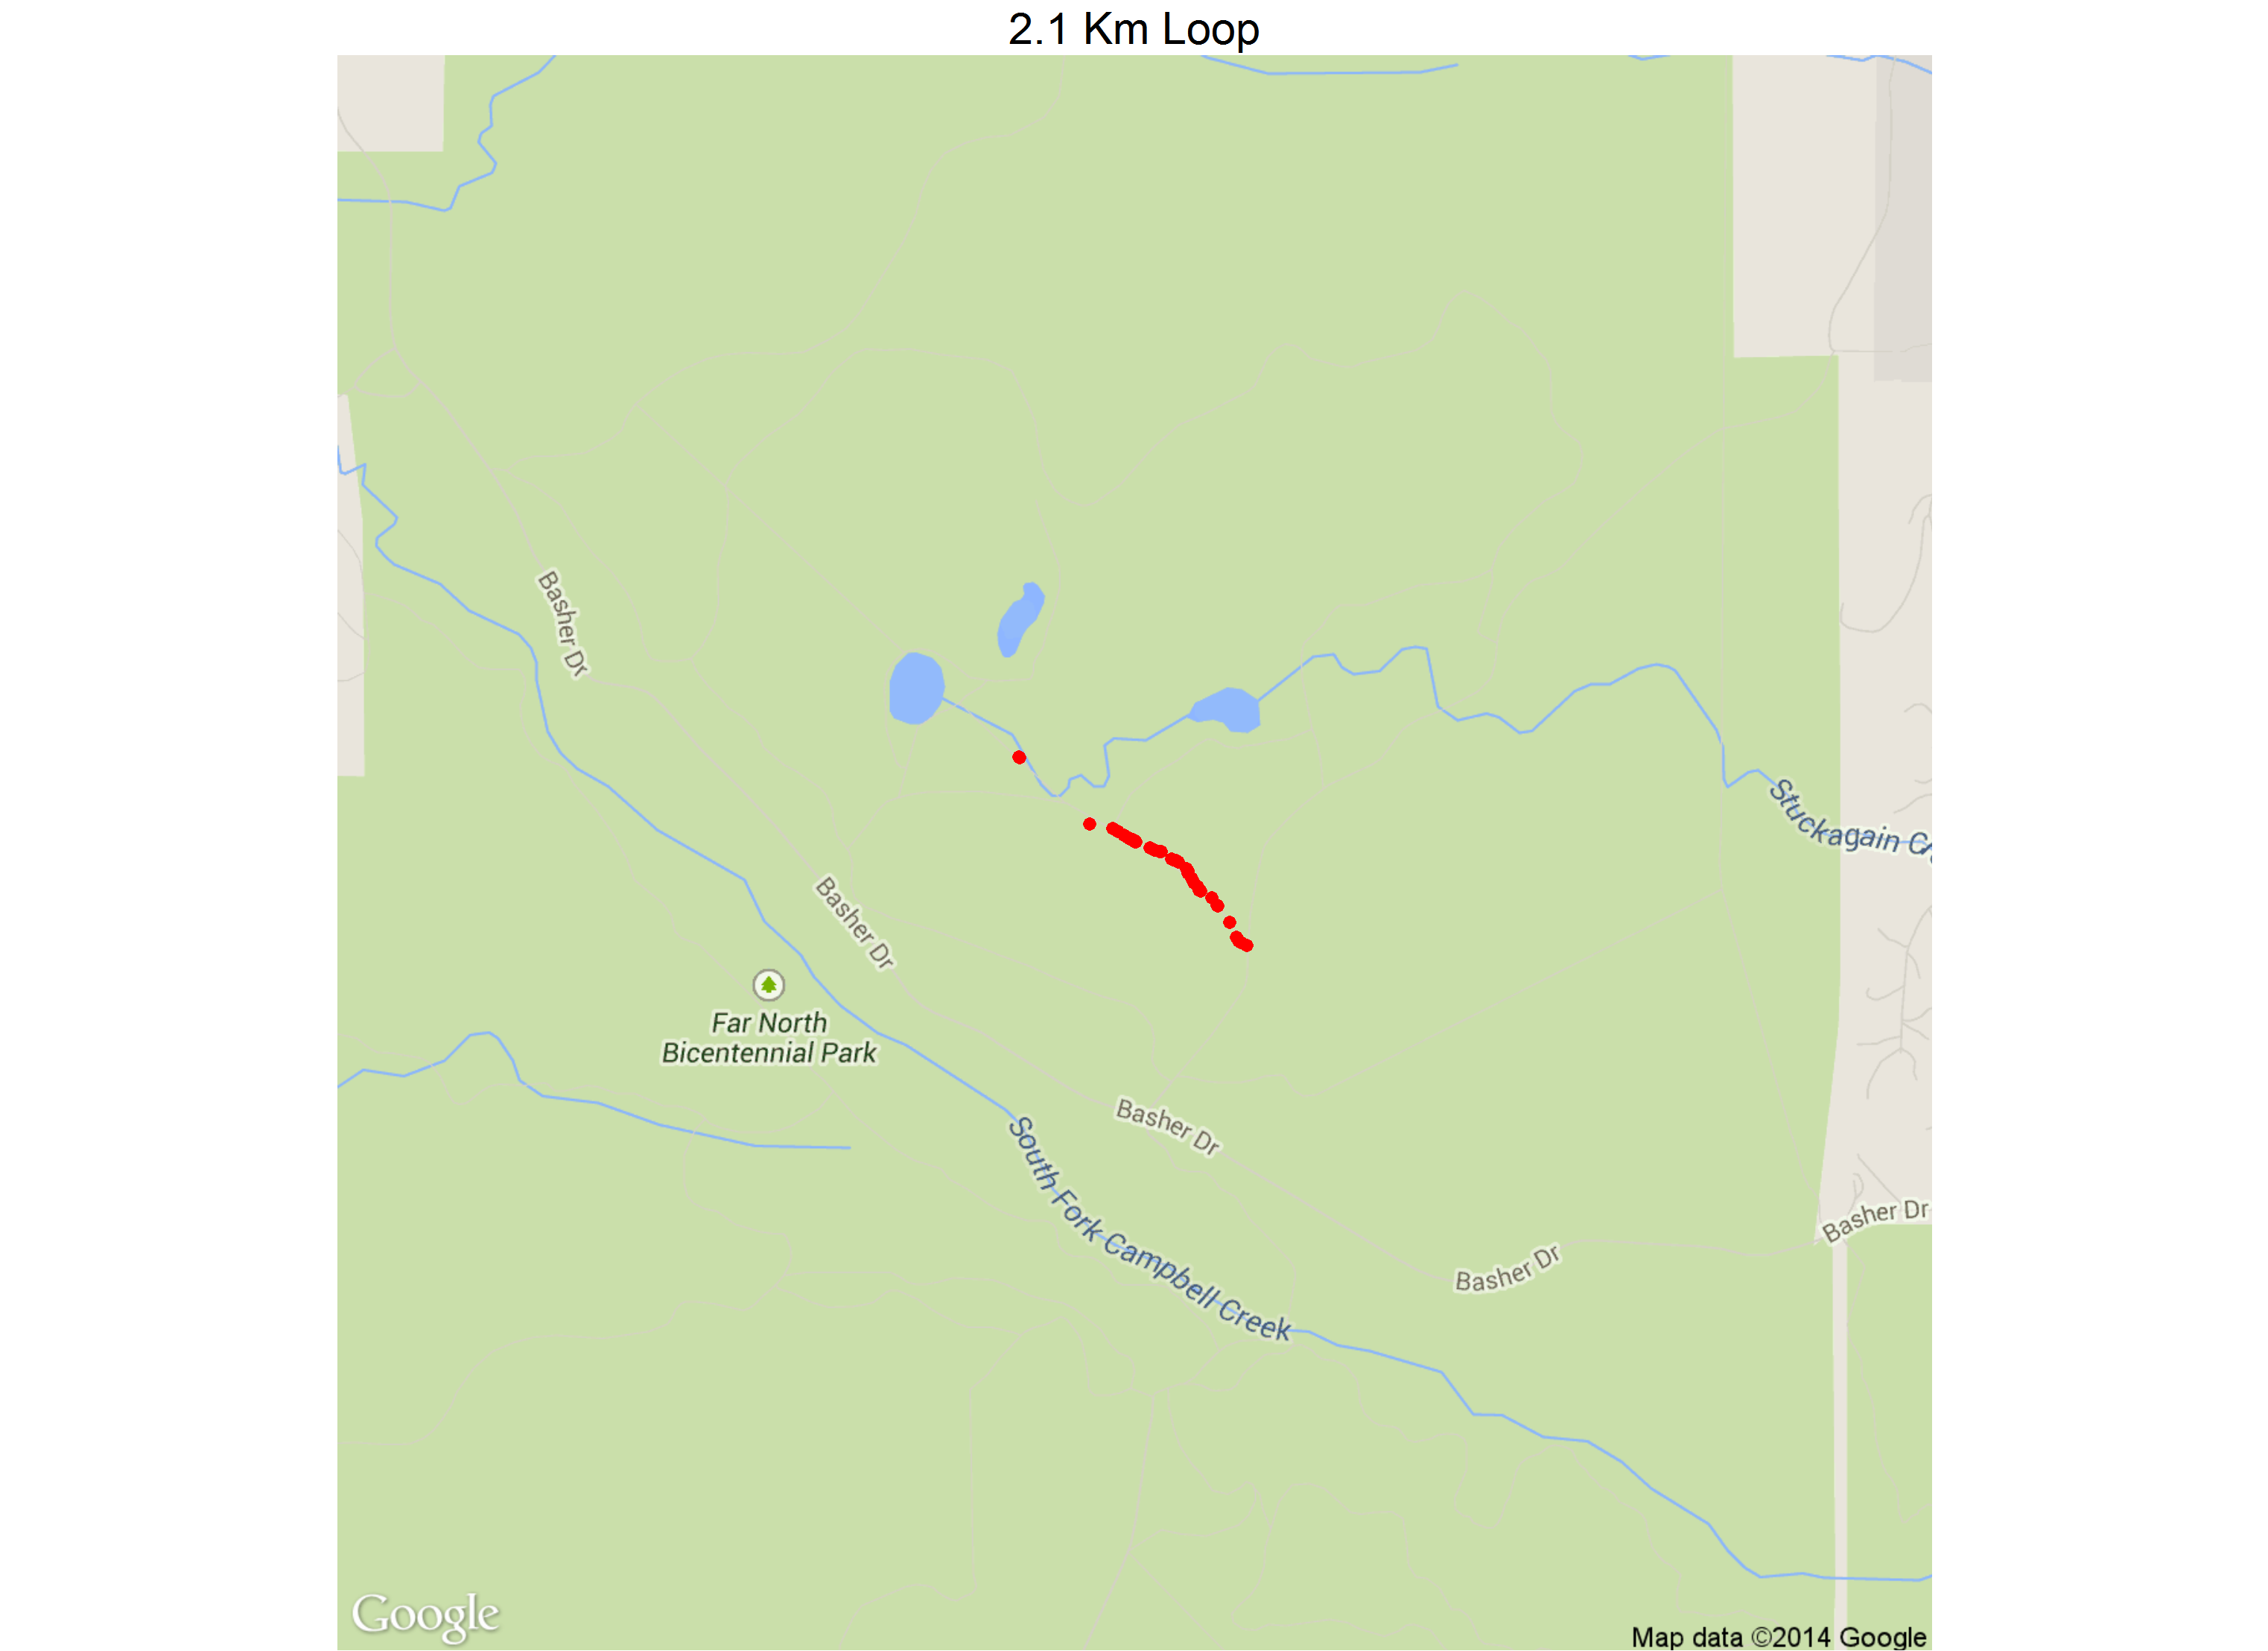 2.1 Km Loop
Basher Dr
Stuckagain
Basher Dr
Far North
Bicentennial Park
Basher Dr
South Fork Campbell Creek
Basher Dr
Basher Dr
Google
Map data ©2014 Google